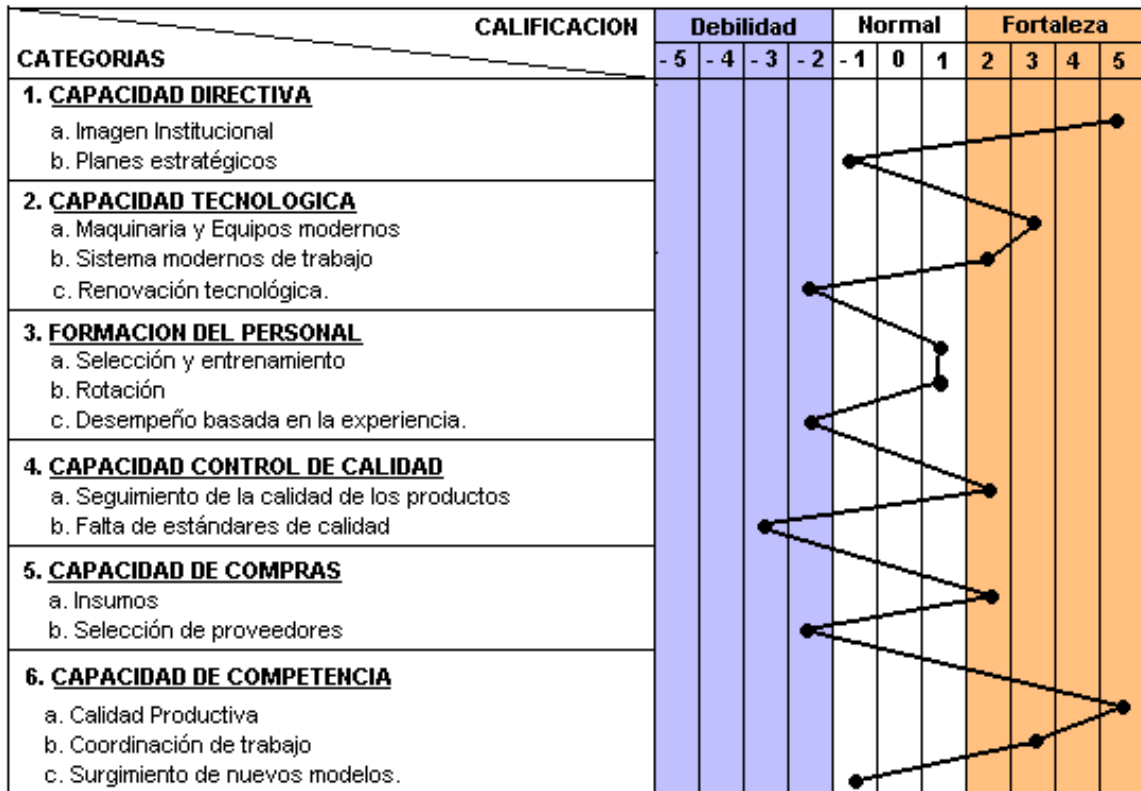 CALIFICACION Debilidad Normal Fortaleza
CATEGORIAS - 5 - 4 - 3 - 2 - 1 0 1 2 3 4 5
1. CAPACIDAD DIRECTIVA
a. Imagen Institucional
b. Planes estratégicos
2. CAPACIDAD TECNOLOGICA
a. Maquinaria y Equipos modernos
b. Sistema modernos de trabajo
c. Renovación tecnológica.
3. FORMACION DEL PERSONAL
a. Selección y entrenamiento
b. Rotación
c. Desempeño basada en la experiencia.
4. CAPACIDAD CONTROL DE CALIDAD
a. Seguimiento de la calidad de los productos
b. Falta de estándares de calidad
5. CAPACIDAD DE COMPRAS
a. Insumos
b. Selección de proveedores
6. CAPACIDAD DE COMPETENCIA
a. Calidad Productiva
b. Coordinación de trabajo
c. Surgimiento de nuevos modelos.